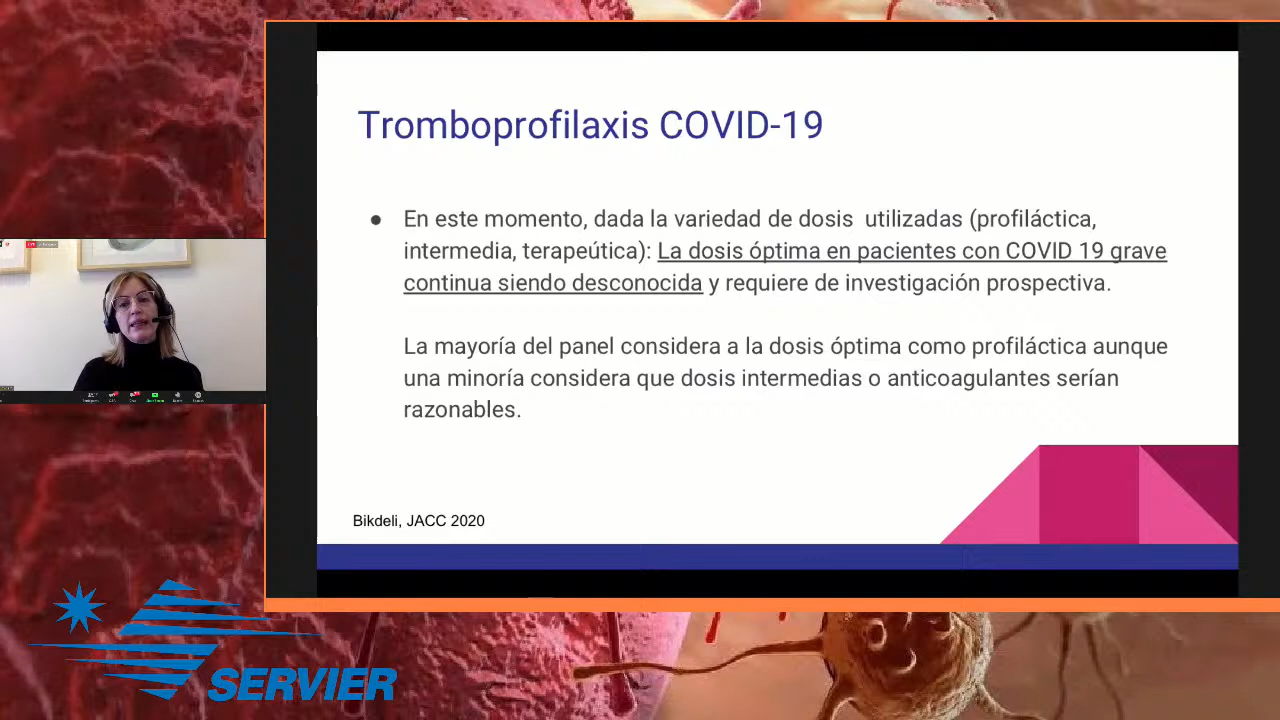 Tromboprofilaxis COVID-19
● En este momento, dada la variedad de dosis utilizadas (profiláctica,
intermedia, terapeútica): La dosis óptima en pacientes con COVID 19 grave
continua siendo desconocida y requiere de investigación prospectiva.
La mayoría del panel considera a la dosis óptima como profiláctica aunque
una minoría considera que dosis intermedias o anticoagulantes serían
razonables.
Bikdeli, JACC 2020
SERVIER